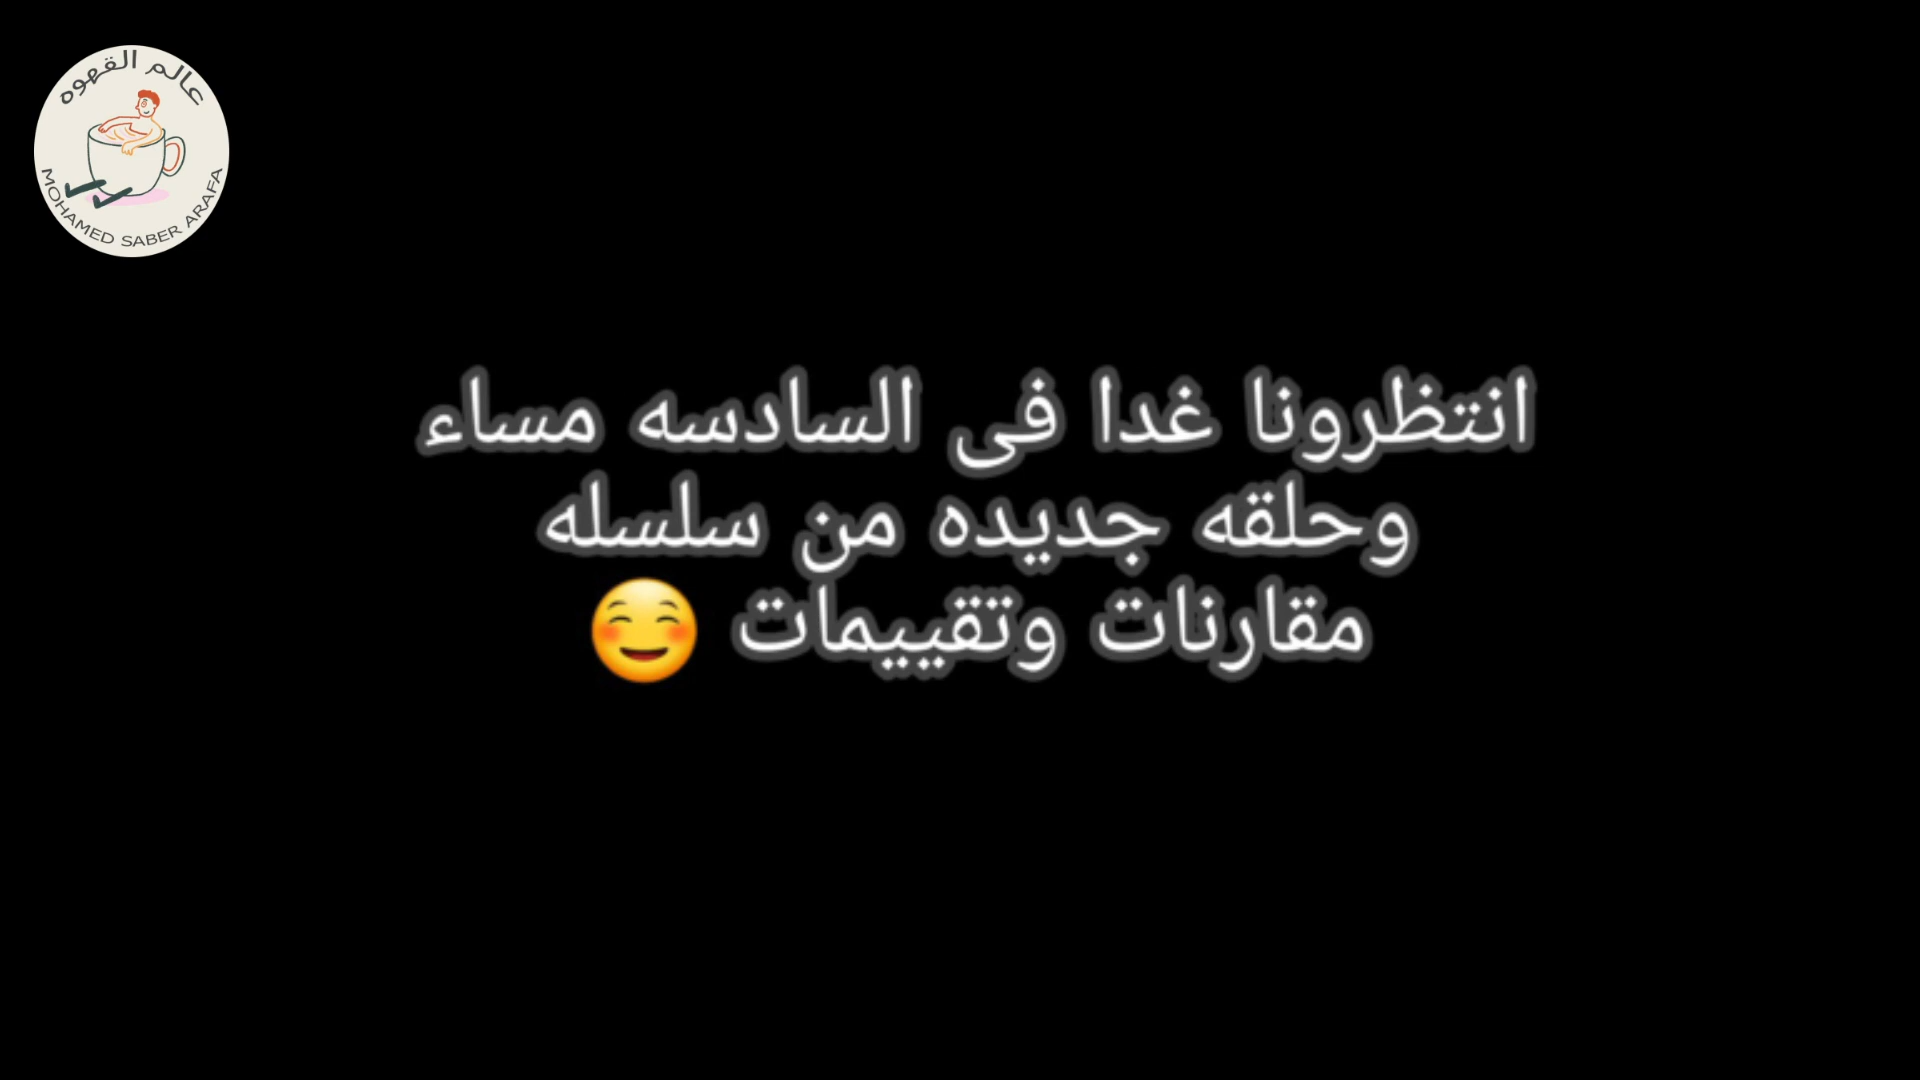 عالم القهوه
MOHAMED SABER ARAFA
انتظرونا غدا فى السادسه مساء
وحلقه جديده من سلسله
مقارنات وتقييمات 😊